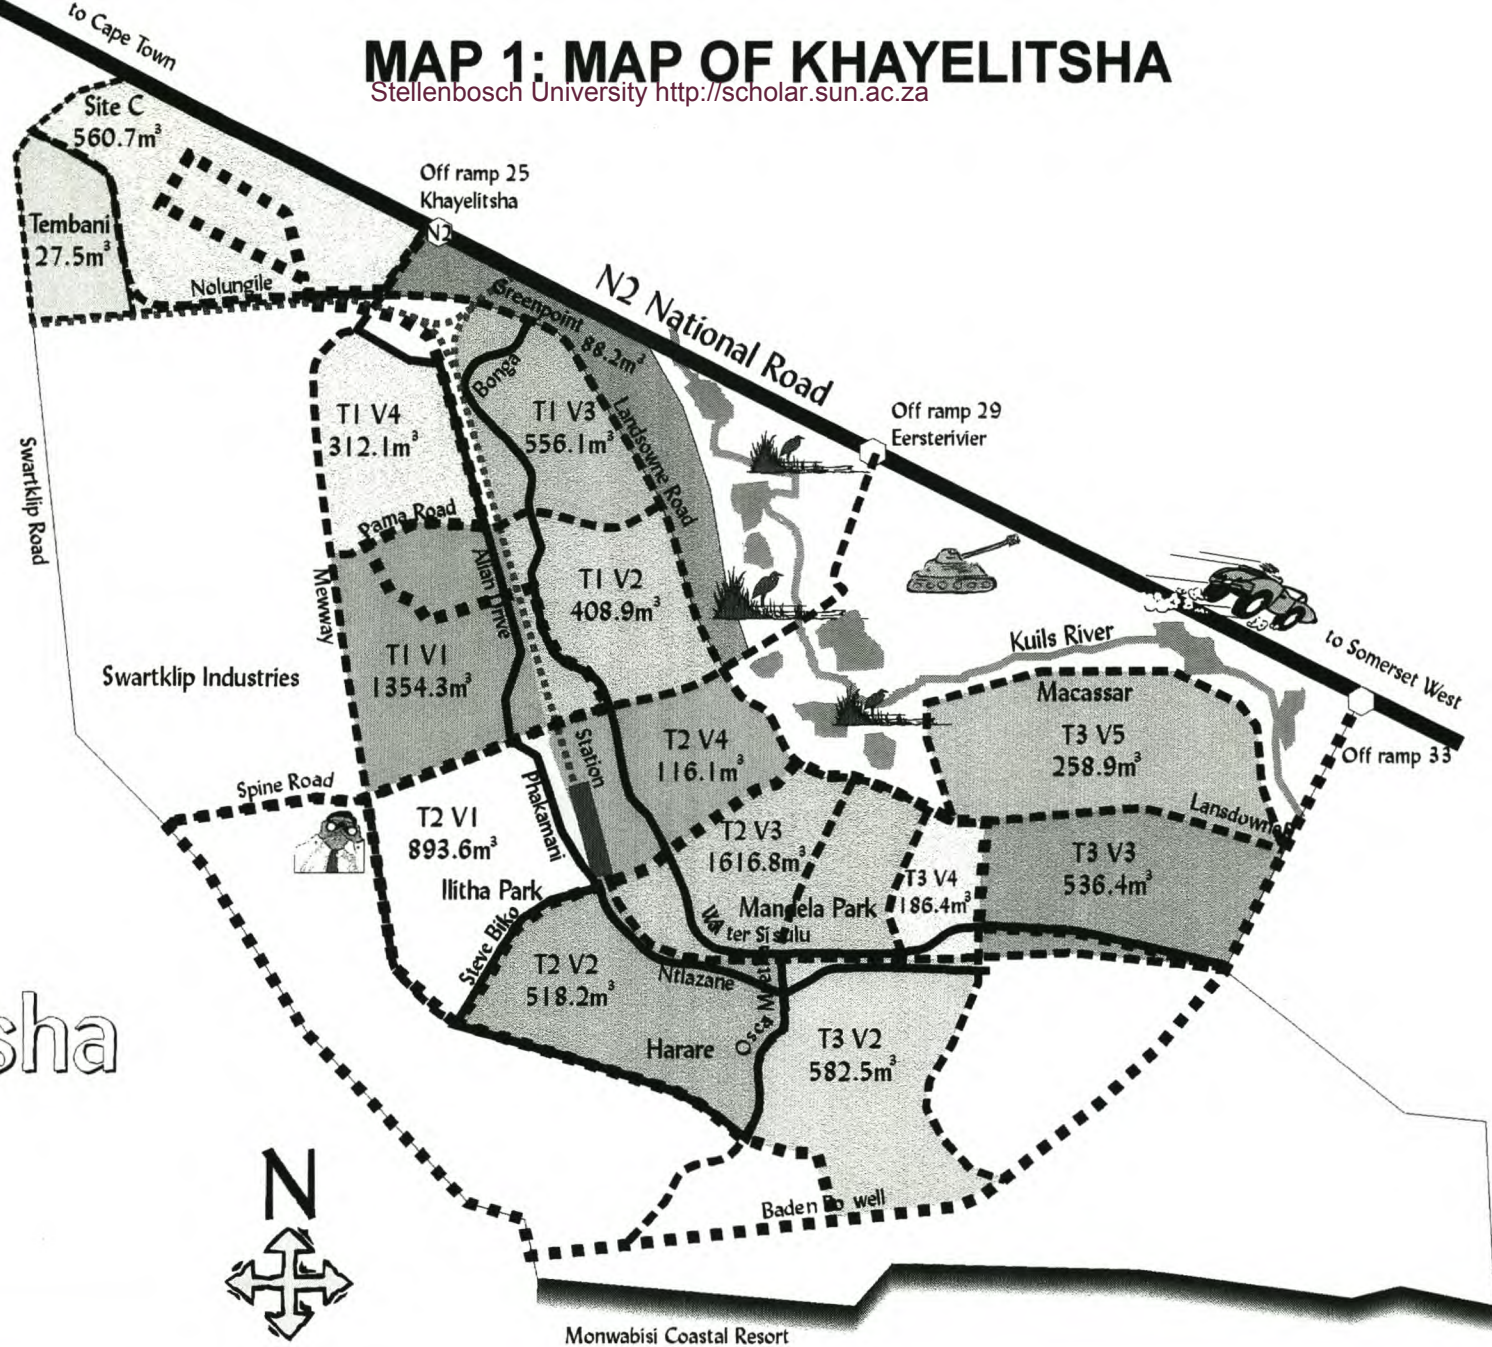 MAP 1: MAP OF KHAYELITSHA
Stellenbosch University http://scholar.sun.ac.za
to Cape Town
Site C
560.7m³
Off ramp 25
Khayelitsha
N2
Tembani
27.5m³
Nolungile
N2 National Road
Greenpoint
88.2m³
Bonga
T1 V4
312.1m³
T1 V3
556.1m³
Landsowne Road
Off ramp 29
Eersterivier
Swartklip Road
Pama Road
Mewway
Allan Drive
T1 V2
408.9m³
Kuils River
to Somerset West
T1 V1
1354.3m³
Swartklip Industries
Macassar
T3 V5
258.9m³
Off ramp 33
T2 V4
116.1m³
Station
Spine Road
Phakamani
Lansdowne R
T2 V1
893.6m³
T2 V3
1616.8m³
T3 V3
536.4m³
T3 V4
186.4m³
Ilitha Park
Mandela Park
Wa ter Sisulu
Steve Biko
T2 V2
518.2m³
Ntlazane
Harare
T3 V2
582.5m³
sha
N
Baden Po well
Monwabisi Coastal Resort